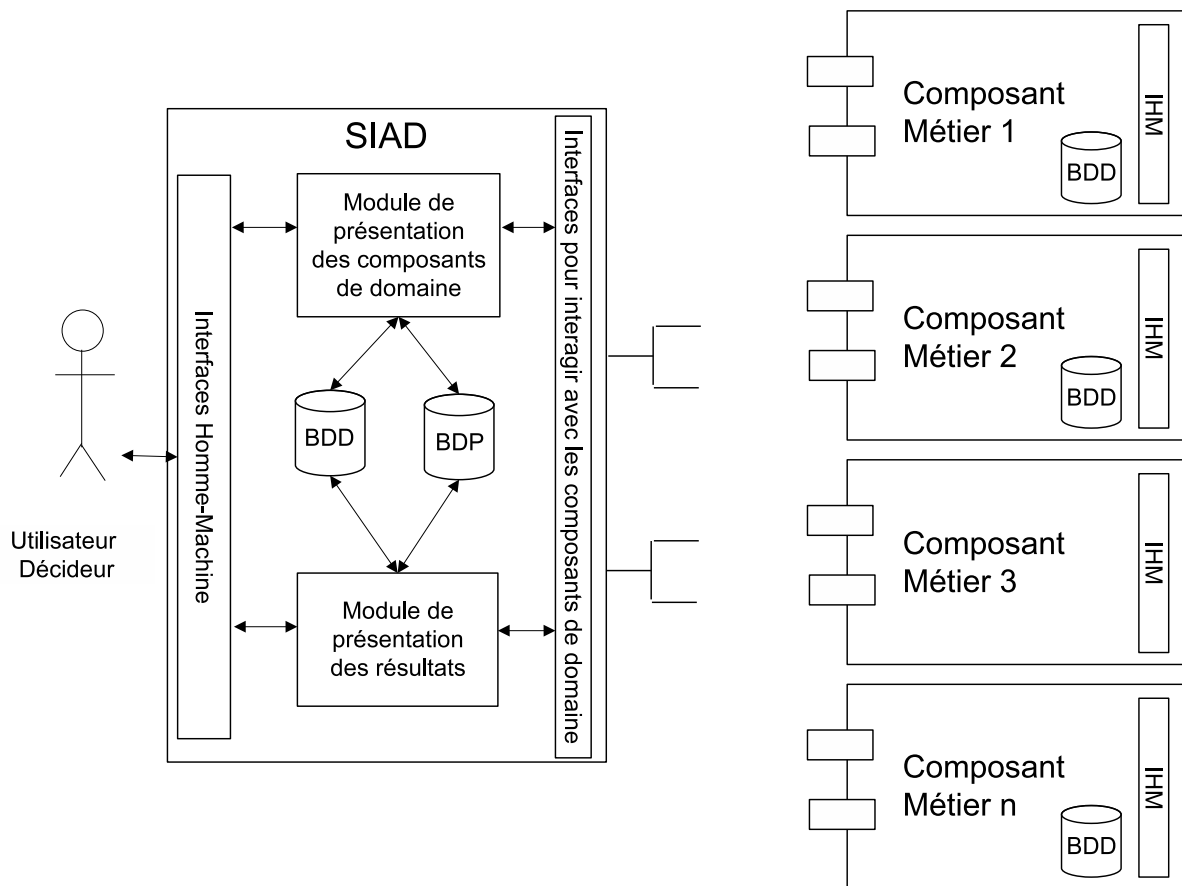 SIAD
Utilisateur
Décideur
Interfaces Homme-Machine
Module de
présentation
des composants
de domaine
BDD
BDP
Module de
présentation
des résultats
Interfaces pour interagir avec les composants de domaine
Composant
Métier 1
BDD
IHM
Composant
Métier 2
BDD
IHM
Composant
Métier 3
IHM
Composant
Métier n
BDD
IHM